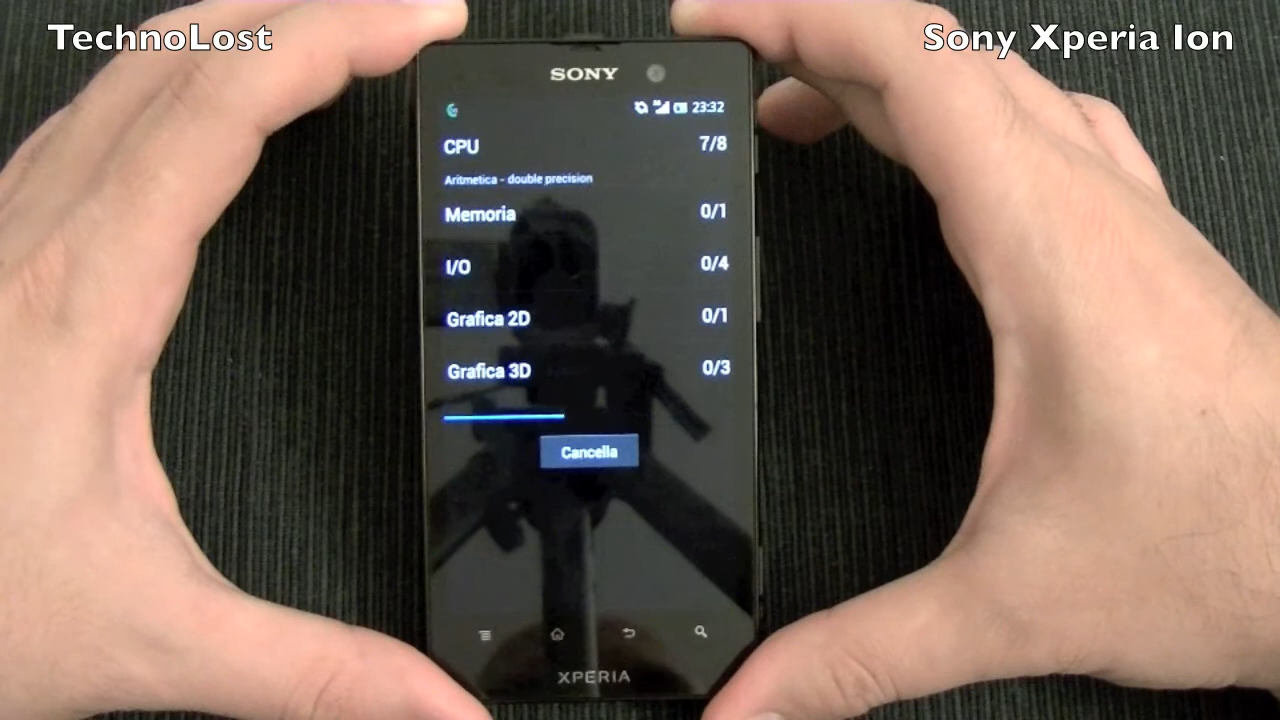 TechnoLost
Sony Xperia Ion
SONY
23:32
CPU 7/8
Aritmetica - double precision
Memoria 0/1
I/O 0/4
Grafica 2D 0/1
Grafica 3D 0/3
Cancella
XPERIA